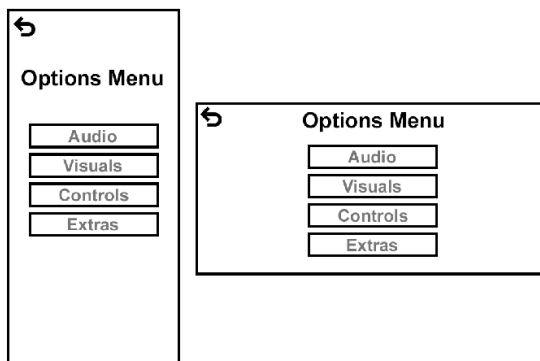 Options Menu
Audio
Visuals
Controls
Extras
Options Menu
Audio
Visuals
Controls
Extras